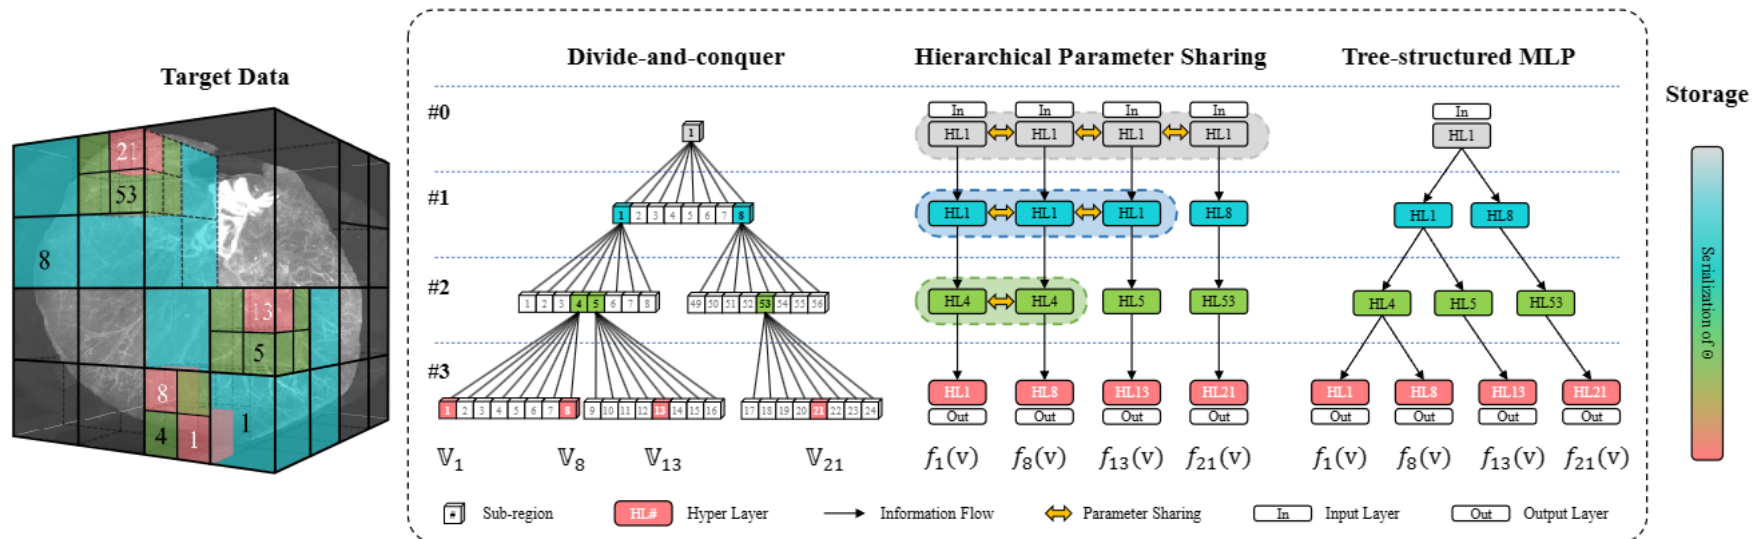 Target Data
21
53
8
13
5
8
4
1
1
Divide-and-conquer
Hierarchical Parameter Sharing
Tree-structured MLP
Storage
#0
1
In In In In
HL1 HL1 HL1 HL1
In
HL1
#1
1 2 3 4 5 6 7 8
HL1 HL1 HL1 HL8
HL1 HL8
#2
1 2 3 4 5 6 7 8
49 50 51 52 53 54 55 56
HL4 HL4 HL5 HL53
HL4 HL5 HL53
#3
1 2 3 4 5 6 7 8
9 10 11 12 13 14 15 16
17 18 19 20 21 22 23 24
HL1 HL8 HL13 HL21
Out Out Out Out
HL1 HL8 HL13 HL21
Out Out Out Out
𝕍₁ 𝕍₈ 𝕍₁₃ 𝕍₂₁
f₁(v) f₈(v) f₁₃(v) f₂₁(v)
f₁(v) f₈(v) f₁₃(v) f₂₁(v)
Serialization of Θ
# Sub-region
HL# Hyper Layer
Information Flow
Parameter Sharing
In Input Layer
Out Output Layer